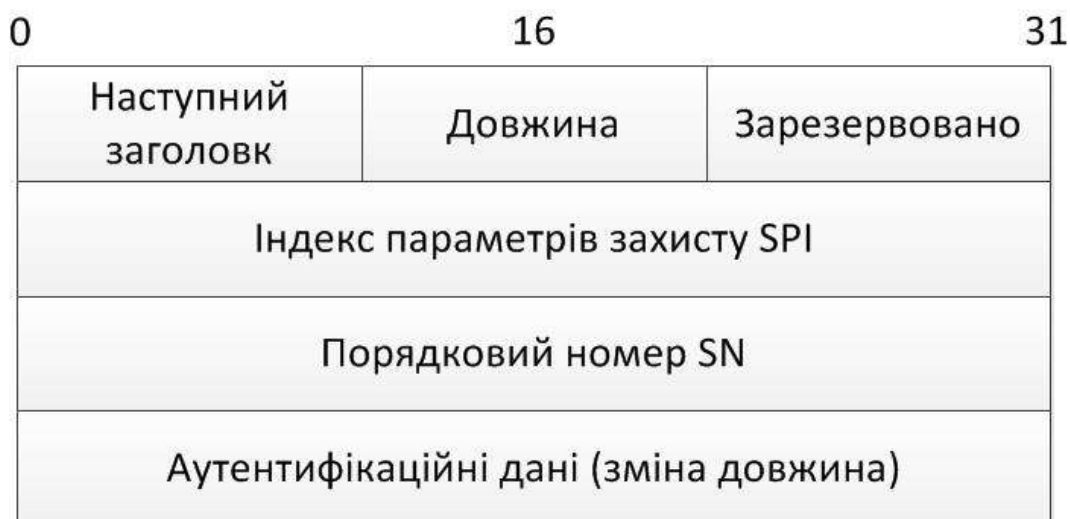 0 16 31
Наступний
заголовк
Довжина
Зарезервовано
Індекс параметрів захисту SPI
Порядковий номер SN
Аутентифікаційні дані (зміна довжина)